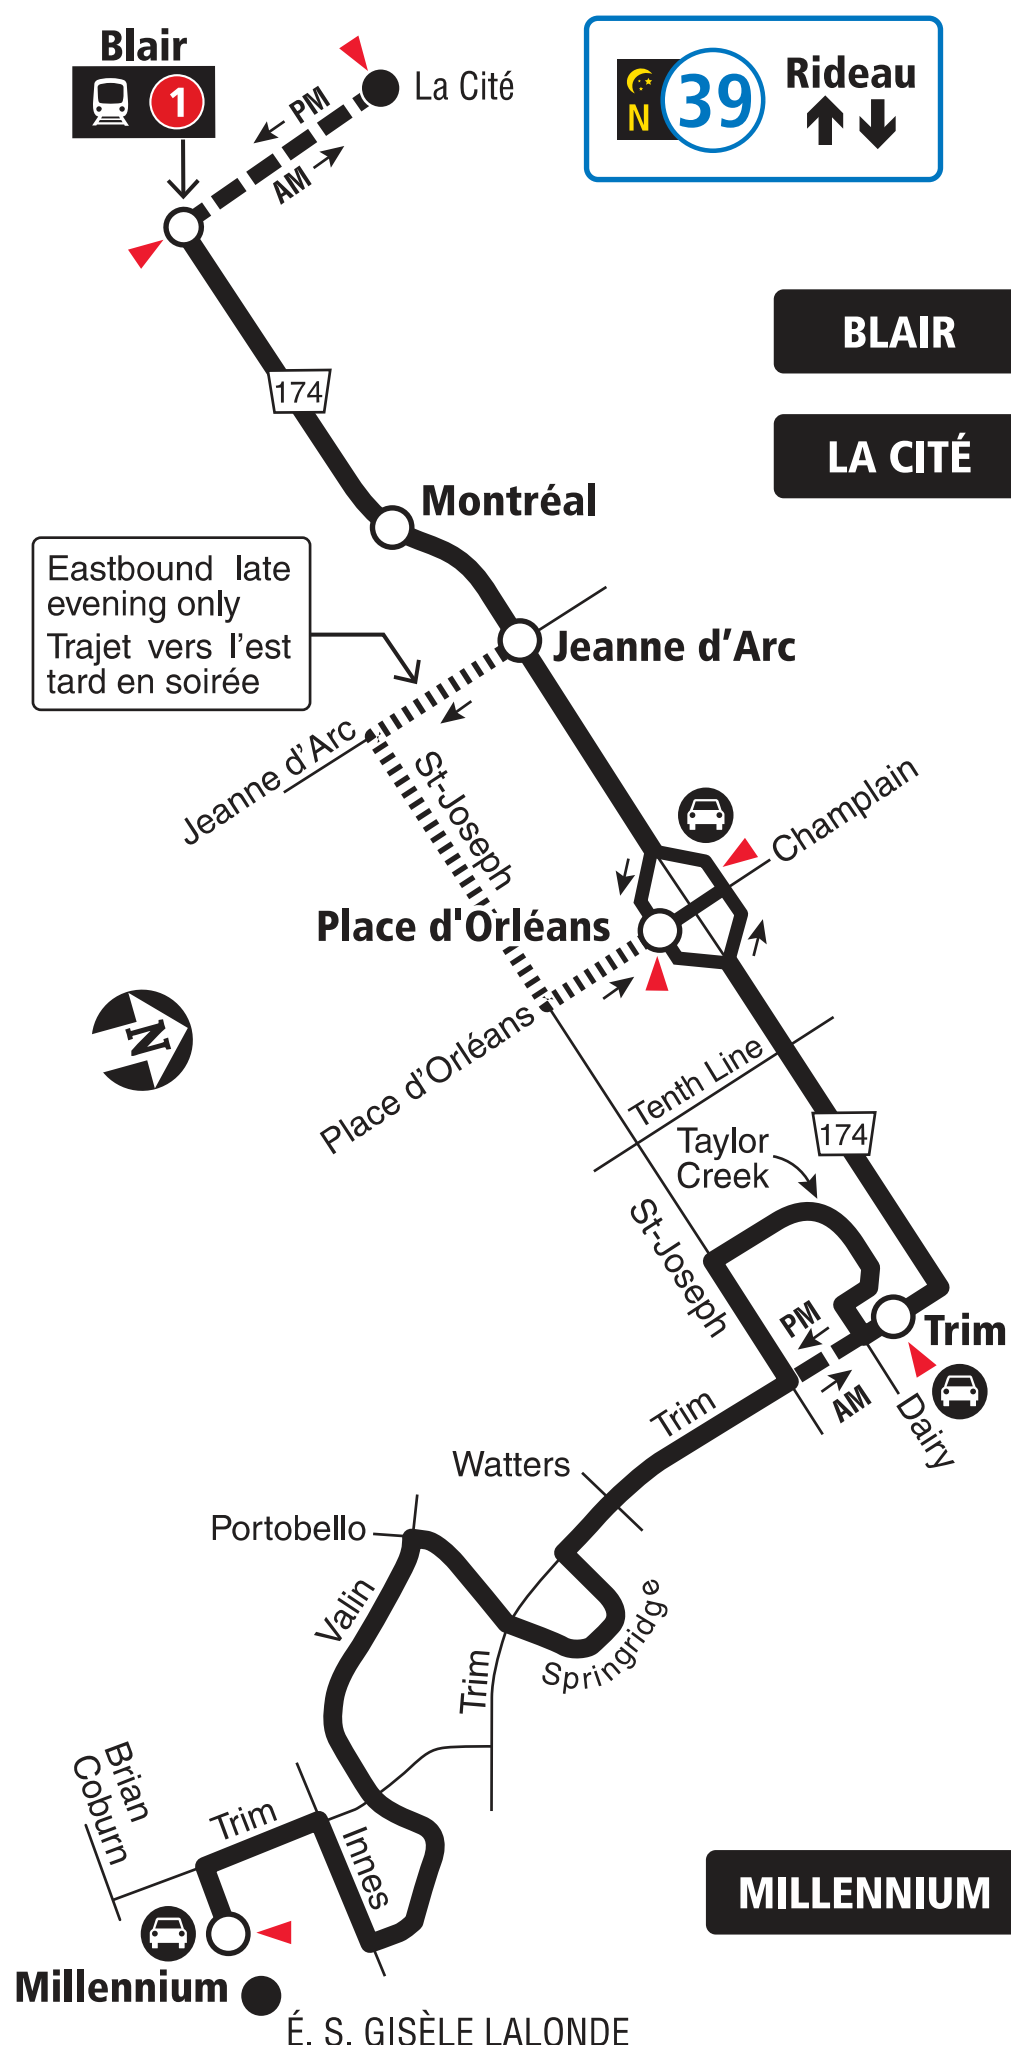 Blair
1
La Cité
PM
AM
N
39
Rideau
BLAIR
174
LA CITÉ
Montréal
Eastbound late
evening only
Trajet vers l'est
tard en soirée
Jeanne d'Arc
Jeanne d'Arc
St-Joseph
Champlain
Place d'Orléans
N
Place d'Orléans
Tenth Line
174
Taylor
Creek
St-Joseph
PM
Trim
AM
Dairy
Trim
Watters
Portobello
Valin
Springridge
Trim
Brian
Coburn
Trim
Innes
MILLENNIUM
Millennium
É. S. GISÈLE LALONDE